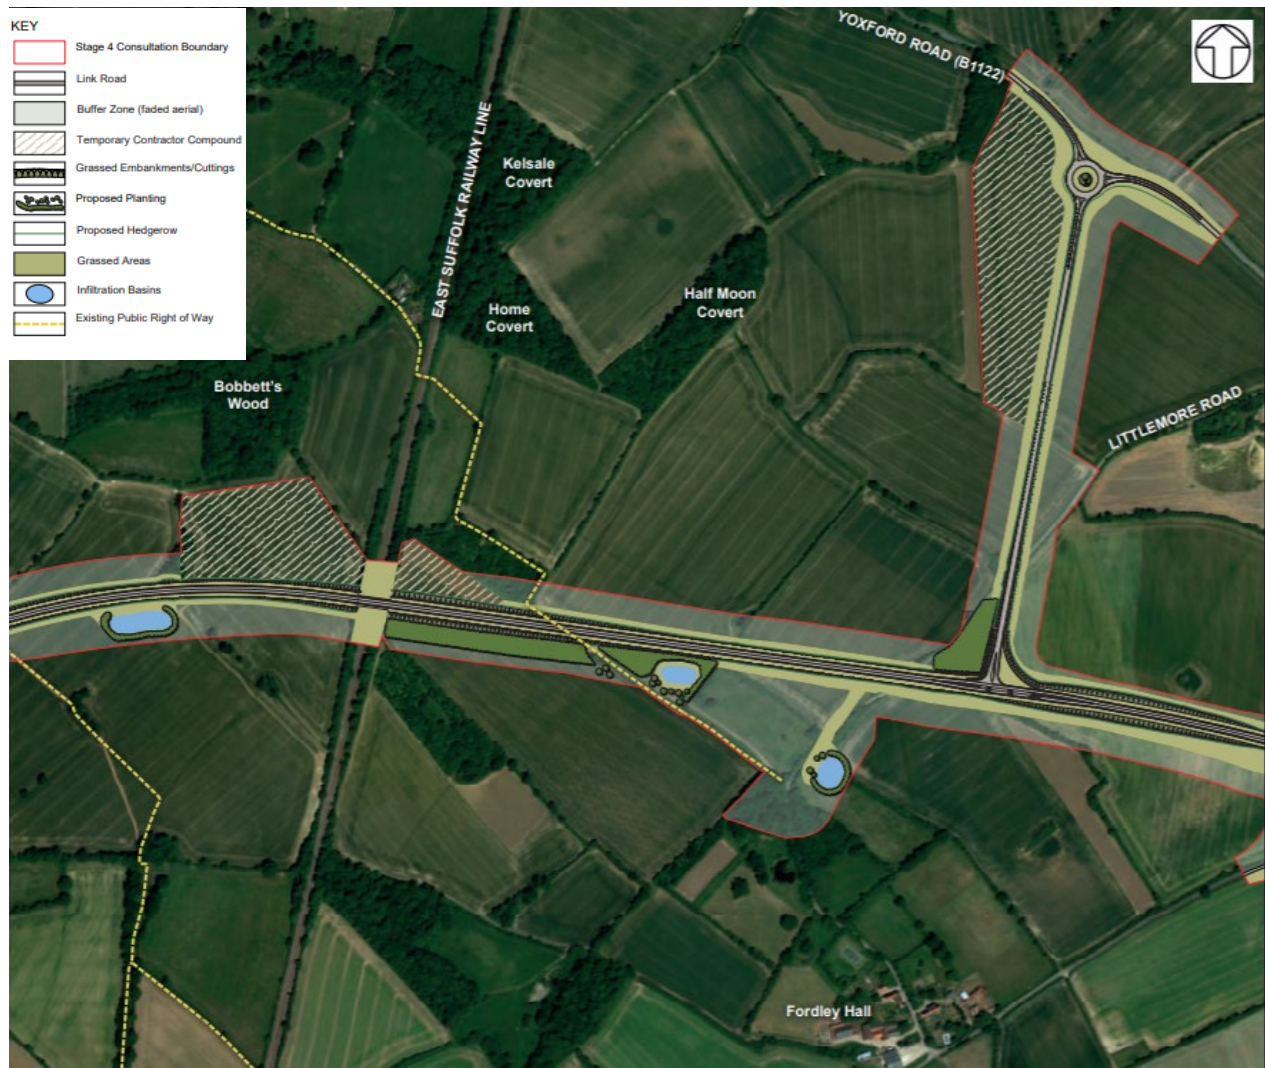 KEY
Stage 4 Consultation Boundary
Link Road
Buffer Zone (faded aerial)
Temporary Contractor Compound
Grassed Embankments/Cuttings
Proposed Planting
Proposed Hedgerow
Grassed Areas
Infiltration Basins
Existing Public Right of Way
YOXFORD ROAD (B1122)
EAST SUFFOLK RAILWAY LINE
Kelsale
Covert
Home
Covert
Half Moon
Covert
Bobbett's
Wood
LITTLEMORE ROAD
Fordley Hall